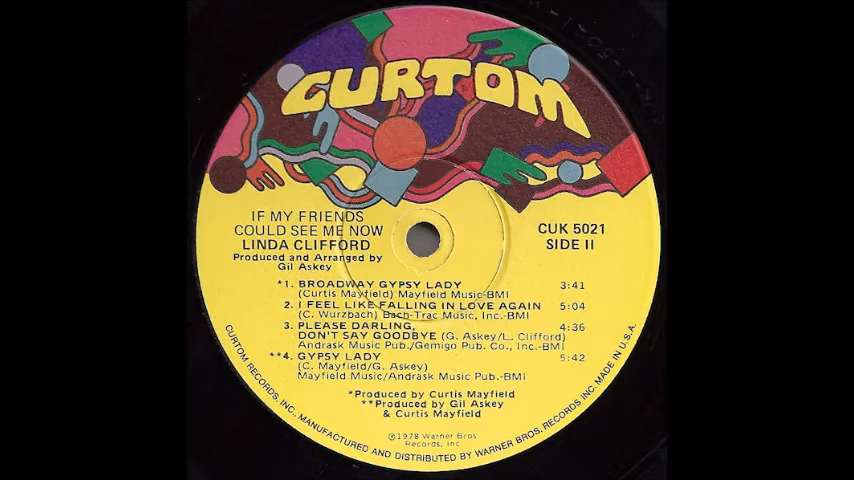 CURTOM
IF MY FRIENDS
COULD SEE ME NOW
LINDA CLIFFORD
Produced and Arranged by
Gil Askey
CUK 5021
SIDE II
*1. BROADWAY GYPSY LADY 3:41
(Curtis Mayfield) Mayfield Music-BMI
2. I FEEL LIKE FALLING IN LOVE AGAIN 5:04
(C. Wurzbach) Bach-Trac Music, Inc.-BMI
3. PLEASE DARLING, 4:36
DON'T SAY GOODBYE (G. Askey/L. Clifford)
Andrask Music Pub./Gemigo Pub. Co., Inc.-BMI
**4. GYPSY LADY 5:42
(C. Mayfield/G. Askey)
Mayfield Music/Andrask Music Pub.-BMI
*Produced by Curtis Mayfield
**Produced by Gil Askey
& Curtis Mayfield
℗1978 Warner Bros.
Records, Inc.
CURTOM RECORDS, INC., MANUFACTURED AND DISTRIBUTED BY WARNER BROS. RECORDS INC. MADE IN U.S.A.